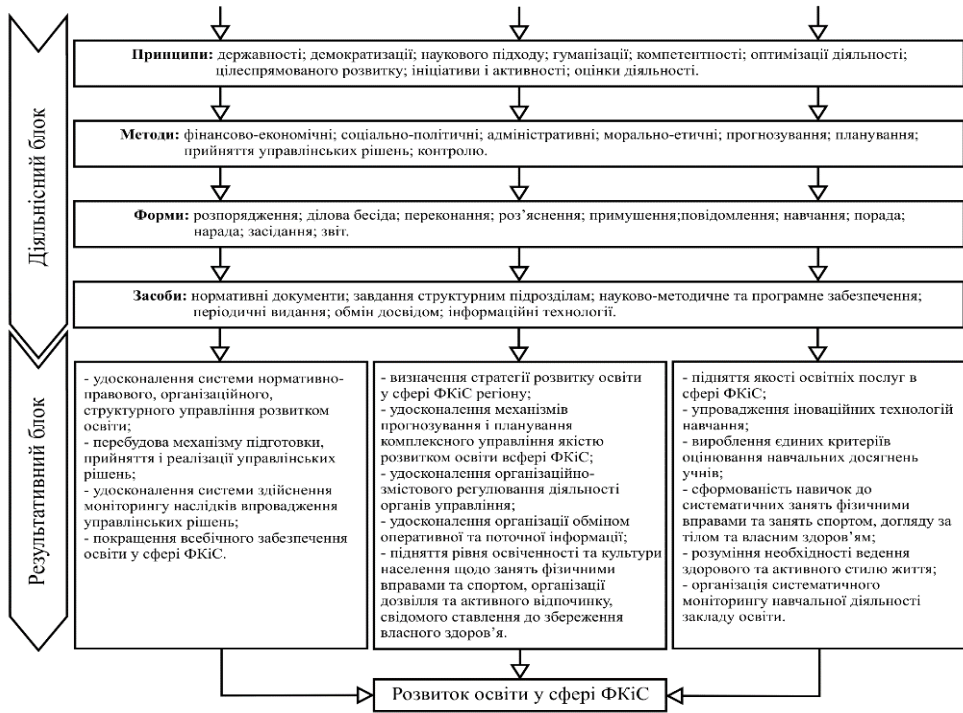 Діяльнісний блок
Принципи: державності; демократизації; наукового підходу; гуманізації; компетентності; оптимізації діяльності;
цілеспрямованого розвитку; ініціативи і активності; оцінки діяльності.
Методи: фінансово-економічні; соціально-політичні; адміністративні; морально-етичні; прогнозування; планування;
прийняття управлінських рішень; контролю.
Форми: розпорядження; ділова бесіда; переконання; роз’яснення; примушення;повідомлення; навчання; порада;
нарада; засідання; звіт.
Засоби: нормативні документи; завдання структурним підрозділам; науково-методичне та програмне забезпечення;
періодичні видання; обмін досвідом; інформаційні технології.
Результативний блок
- удосконалення системи нормативно-
правового, організаційного,
структурного управління розвитком
освіти;
- перебудова механізму підготовки,
прийняття і реалізації управлінських
рішень;
- удосконалення системи здійснення
моніторингу наслідків впровадження
управлінських рішень;
- покращення всебічного забезпечення
освіти у сфері ФКіС.
- визначення стратегії розвитку освіти
у сфері ФКіС регіону;
- удосконалення механізмів
прогнозування і планування
комплексного управління якістю
розвитком освіти всфері ФКіС;
- удосконалення організаційно-
змістового регулювання діяльності
органів управління;
- удосконалення організації обміном
оперативної та поточної інформації;
- підняття рівня освіченності та культури
населення щодо занять фізичними
вправами та спортом, організації
дозвілля та активного відпочинку,
свідомого ставлення до збереження
власного здоров’я.
- підняття якості освітніх послуг в
сфері ФКіС;
- упровадження іноваційних технологій
навчання;
- вироблення єдиних критеріїв
оцінювання навчальних досягнень
учнів;
- сформованість навичок до
систематичних занять фізичними
вправами та занять спортом, догляду за
тілом та власним здоров’ям;
- розуміння необхідності ведення
здорового та активного стилю життя;
- організація систематичного
моніторингу навчальної діяльності
закладу освіти.
Розвиток освіти у сфері ФКіС